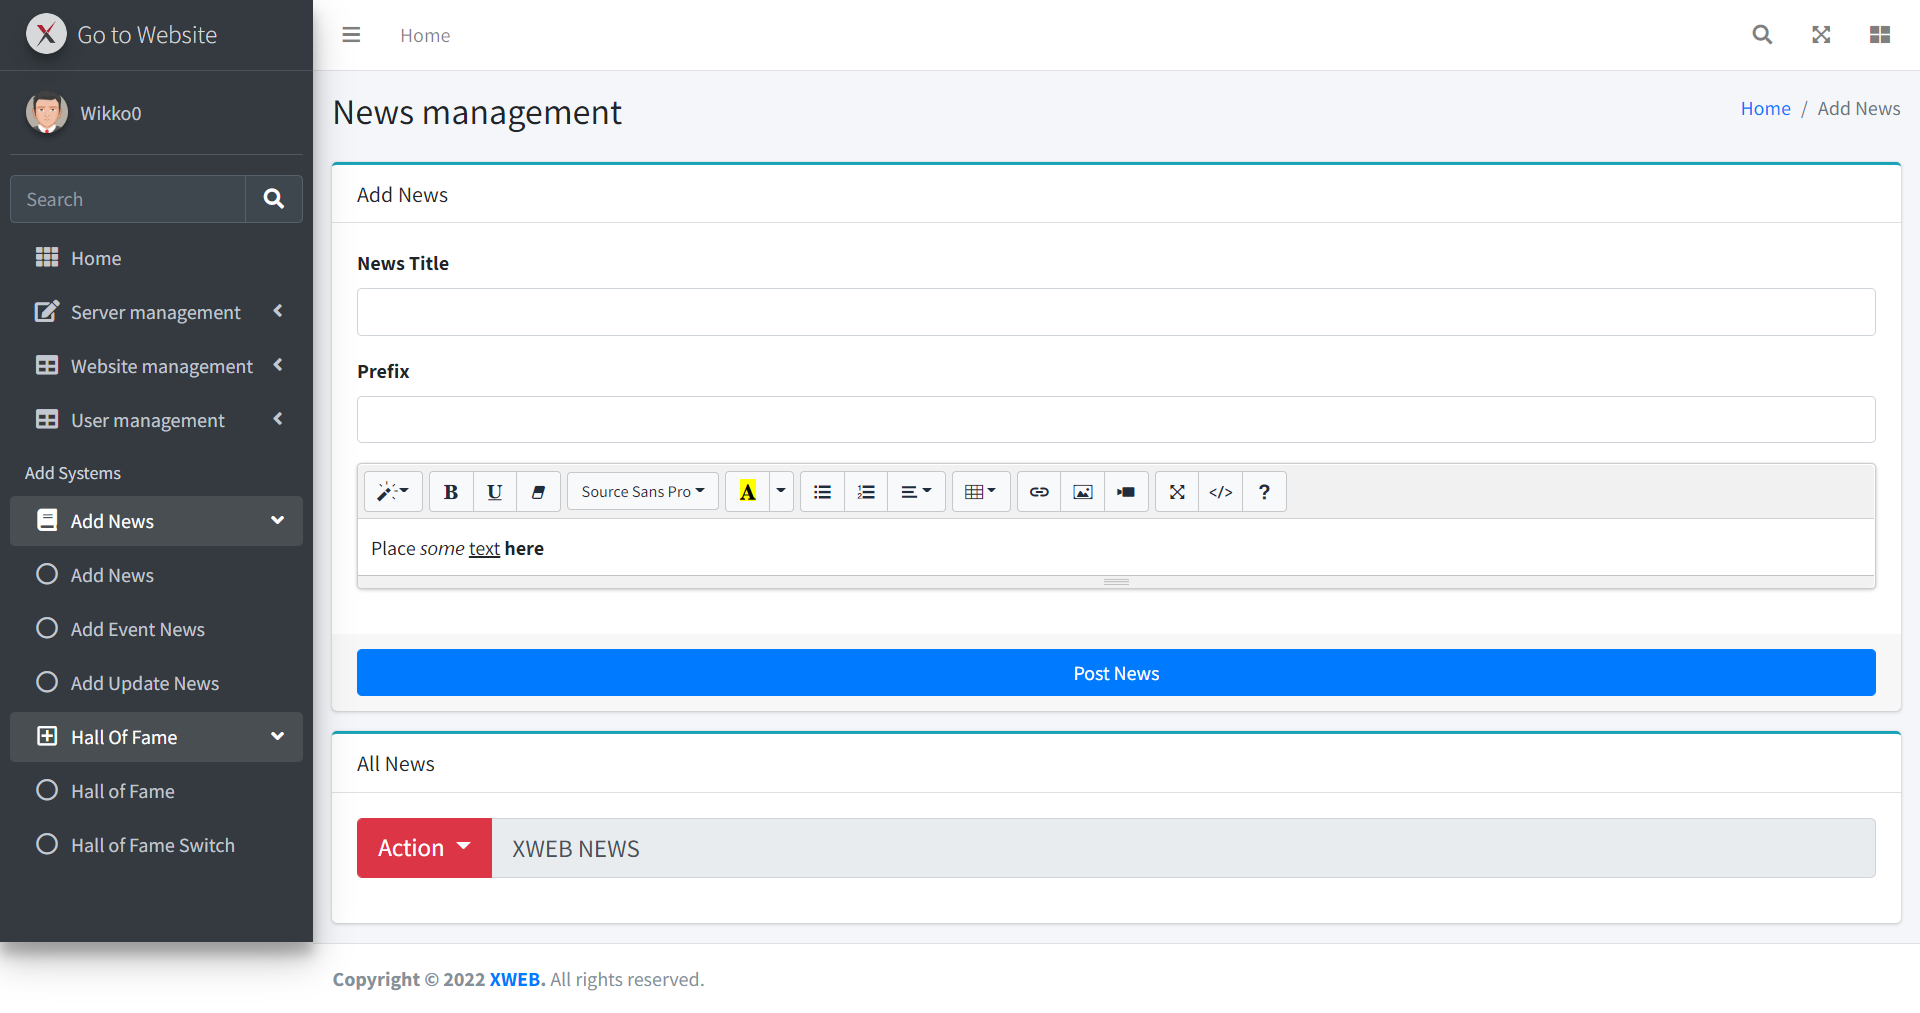 Go to Website
Home
Wikko0
News management
Home / Add News
Search
Home
Server management
Website management
User management
Add Systems
Add News
Add News
Add Event News
Add Update News
Hall Of Fame
Hall of Fame
Hall of Fame Switch
Add News
News Title
Prefix
B U Source Sans Pro A </> ?
Place some text here
Post News
All News
Action XWEB NEWS
Copyright © 2022 XWEB. All rights reserved.